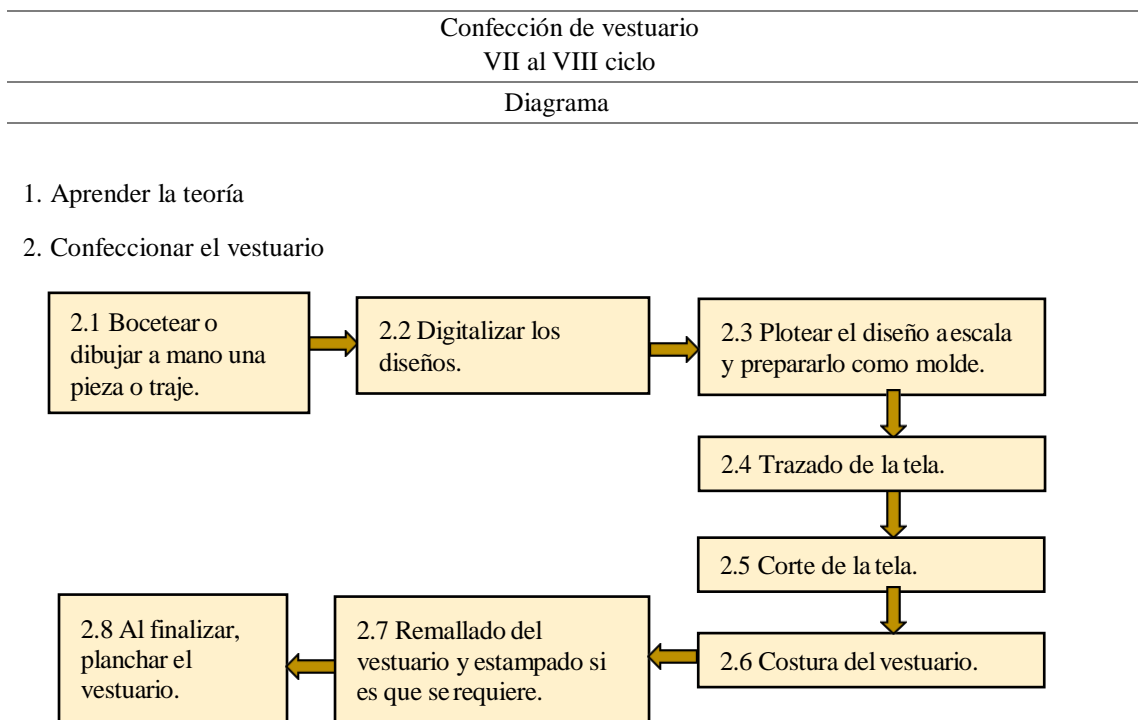 Confección de vestuario
VII al VIII ciclo
Diagrama
1. Aprender la teoría
2. Confeccionar el vestuario
2.1 Bocetear o
dibujar a mano una
pieza o traje.
2.2 Digitalizar los
diseños.
2.3 Plotear el diseño a escala
y prepararlo como molde.
2.4 Trazado de la tela.
2.5 Corte de la tela.
2.6 Costura del vestuario.
2.7 Remallado del
vestuario y estampado si
es que se requiere.
2.8 Al finalizar,
planchar el
vestuario.